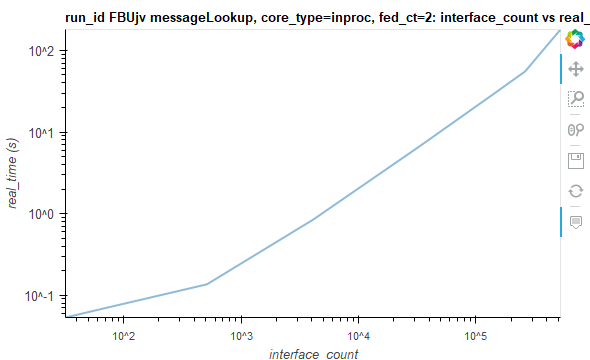 run_id FBUjv messageLookup, core_type=inproc, fed_ct=2: interface_count vs real_
10^2
10^1
10^0
10^-1
real_time (s)
10^2 10^3 10^4 10^5
interface_count